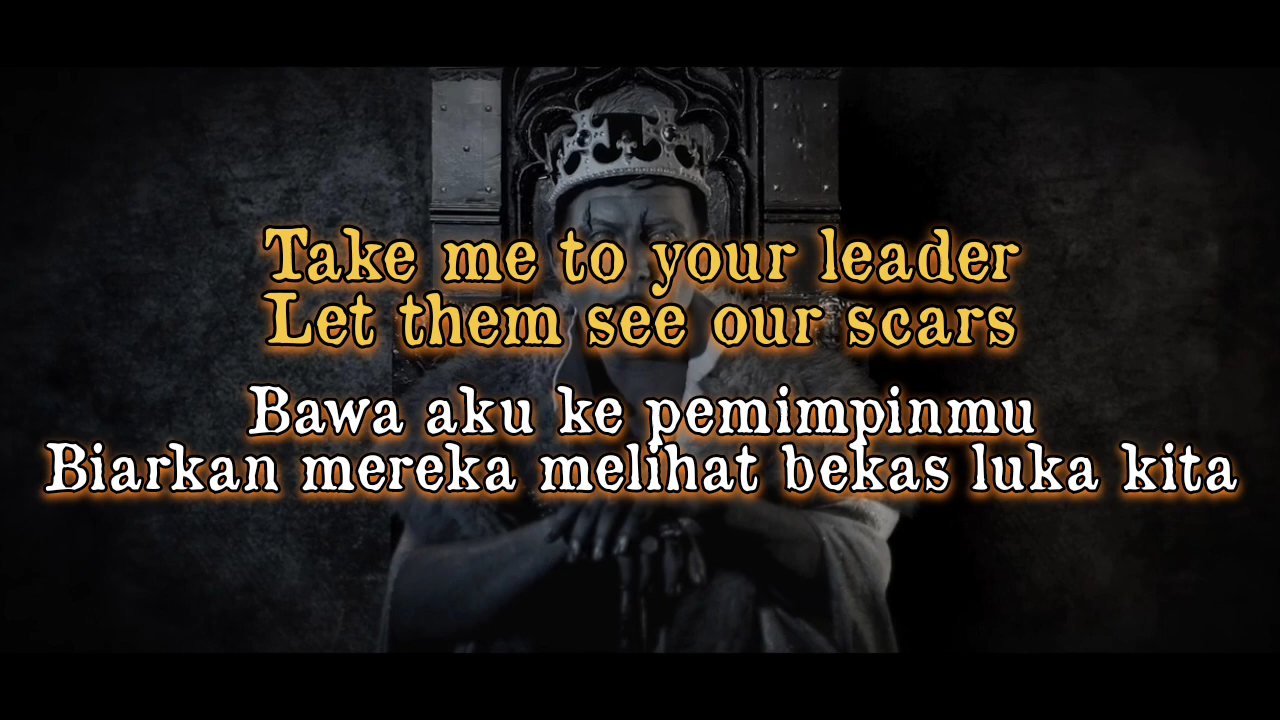 Take me to your leader
Let them see our scars
Bawa aku ke pemimpinmu
Biarkan mereka melihat bekas luka kita